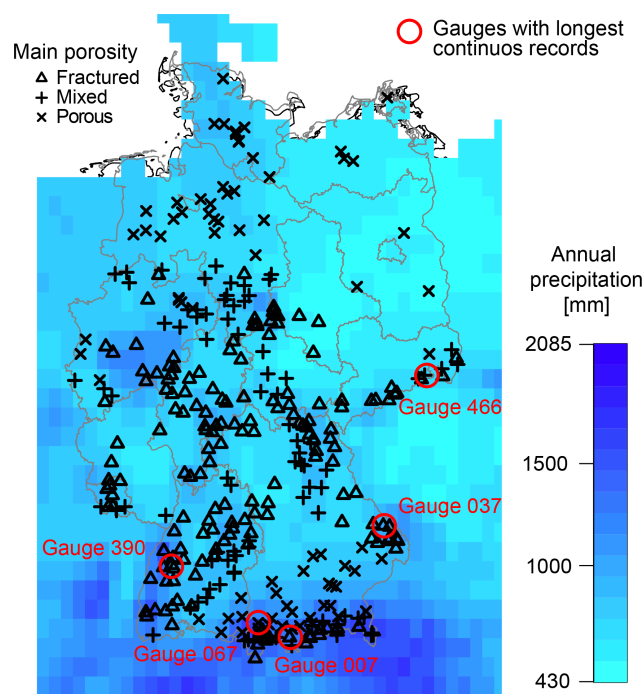 Gauges with longest
continuos records
Main porosity
Fractured
Mixed
Porous
Annual
precipitation
[mm]
2085
1500
1000
430
Gauge 466
Gauge 037
Gauge 390
Gauge 067
Gauge 007